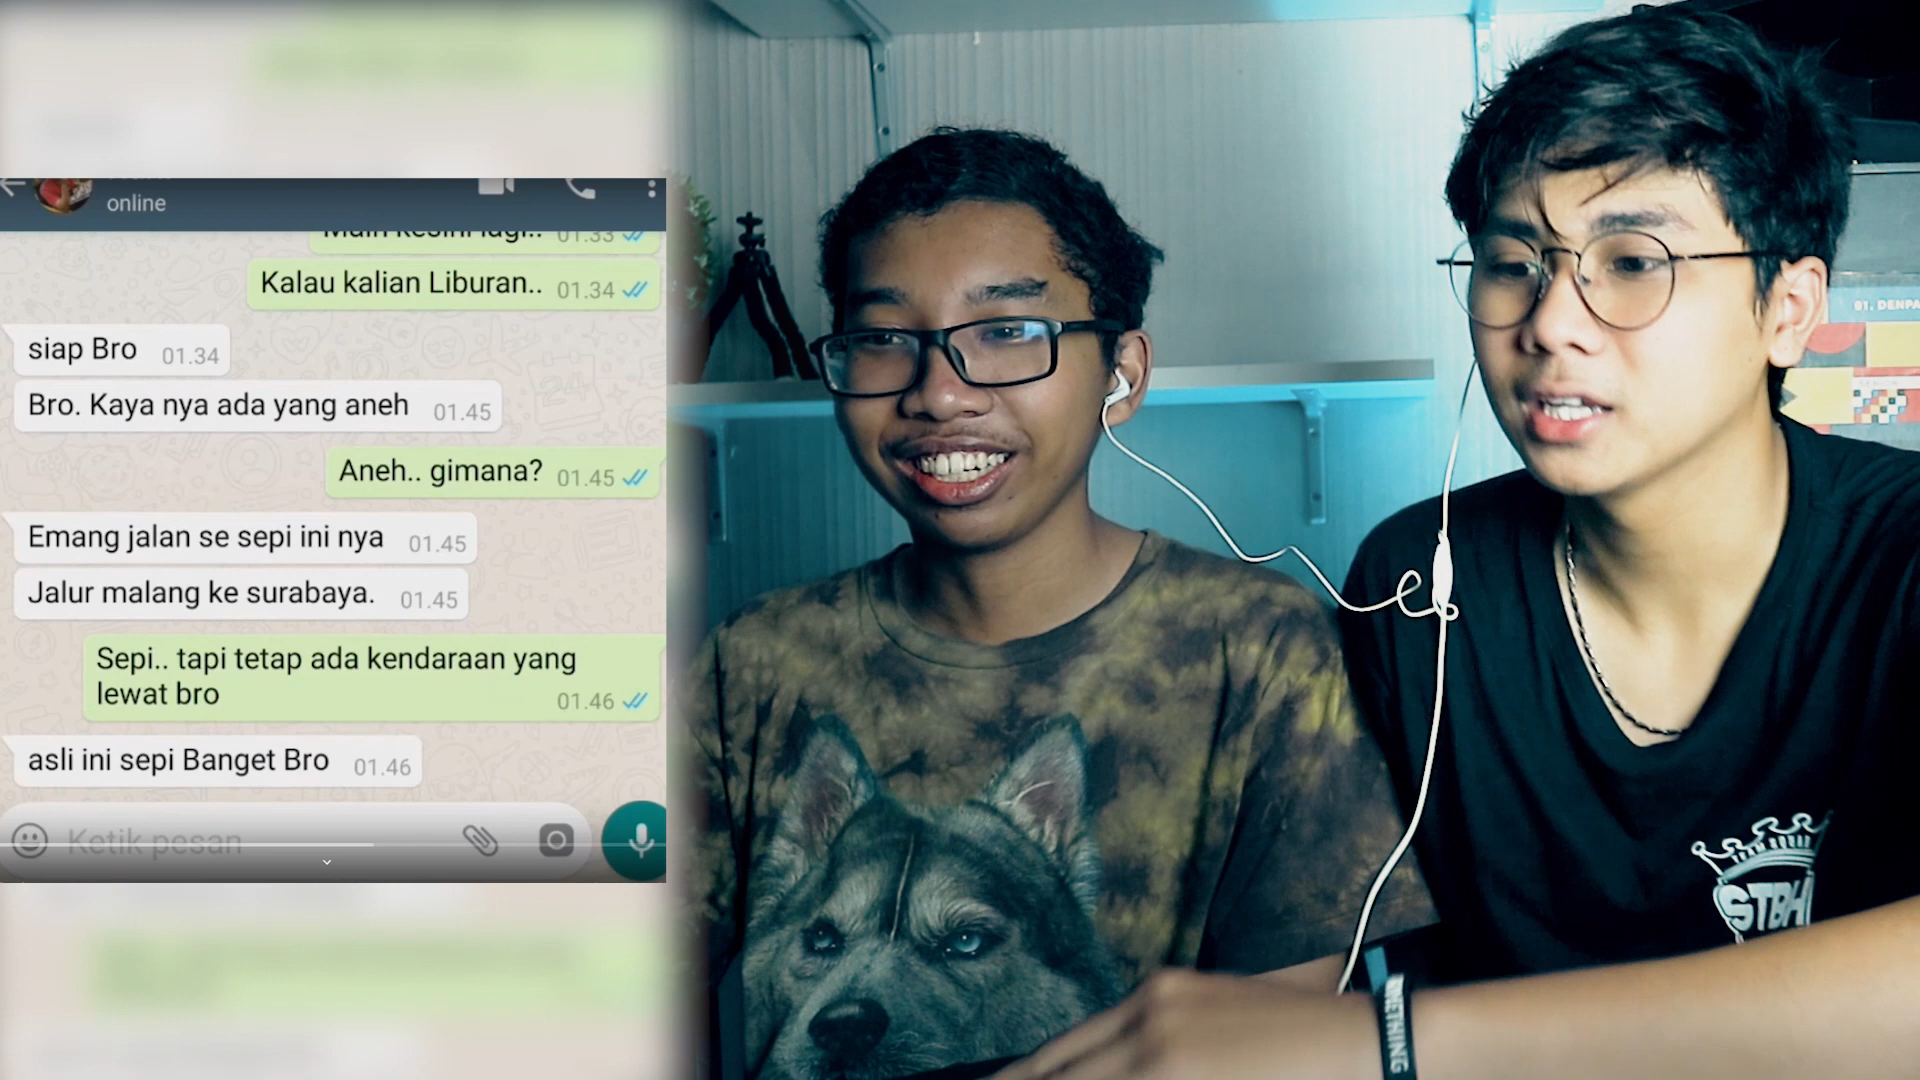 online
01.33
Kalau kalian Liburan.. 01.34
siap Bro 01.34
Bro. Kaya nya ada yang aneh 01.45
Aneh.. gimana? 01.45
Emang jalan se sepi ini nya 01.45
Jalur malang ke surabaya. 01.45
Sepi.. tapi tetap ada kendaraan yang
lewat bro 01.46
asli ini sepi Banget Bro 01.46
Ketik pesan
01. DENPA
STBH